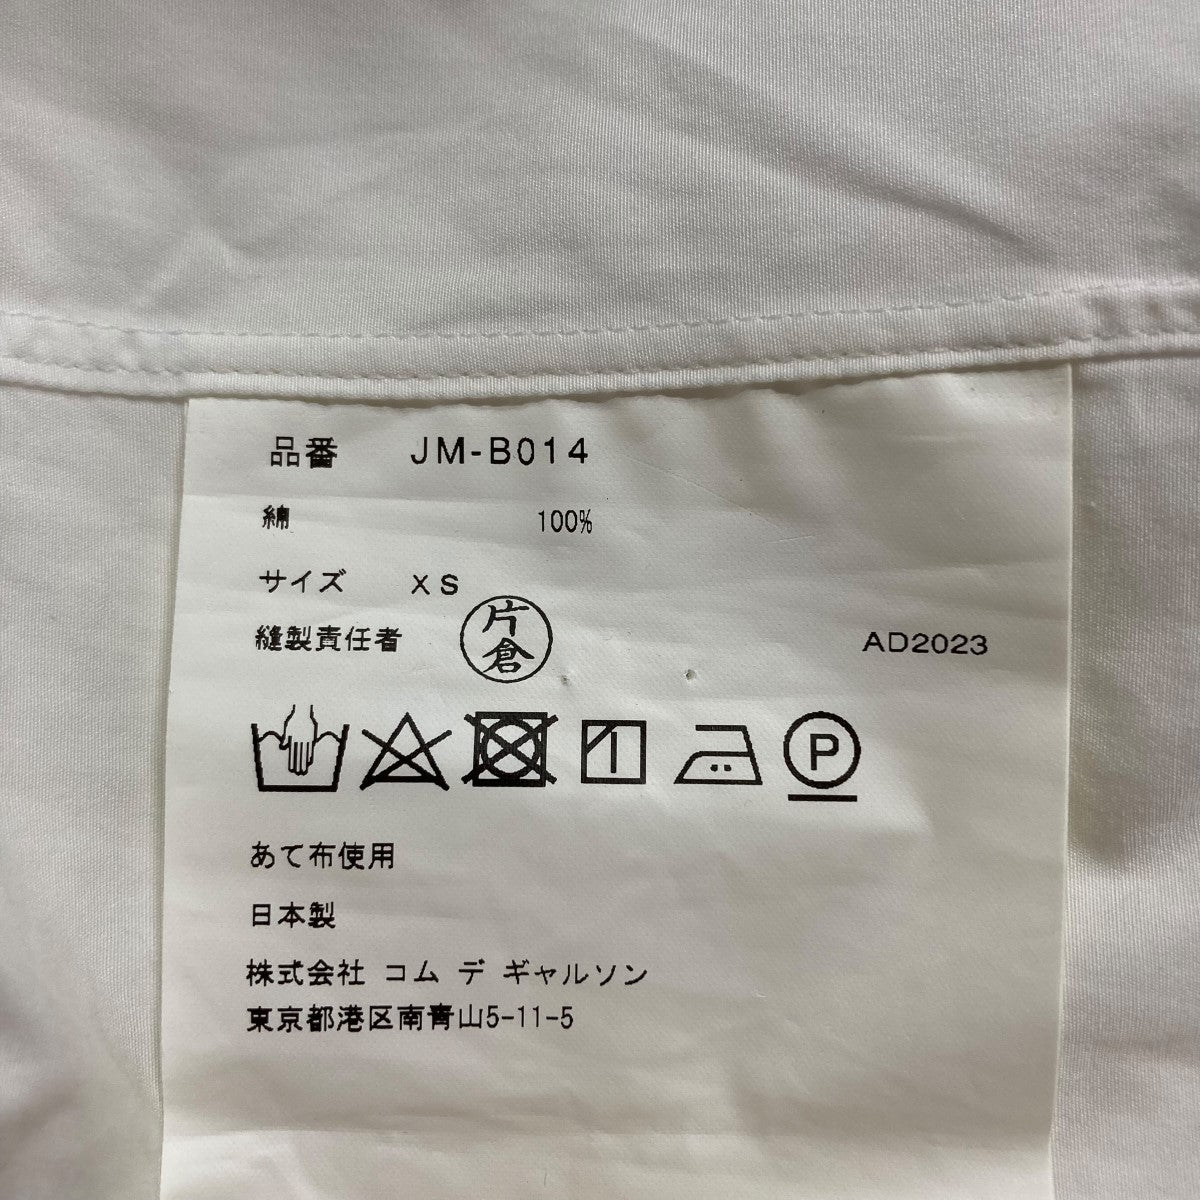 品番 JM-B014
綿 100%
サイズ XS
縫製責任者 片倉 AD2023
P
あて布使用
日本製
株式会社 コム デ ギャルソン
東京都港区南青山5-11-5